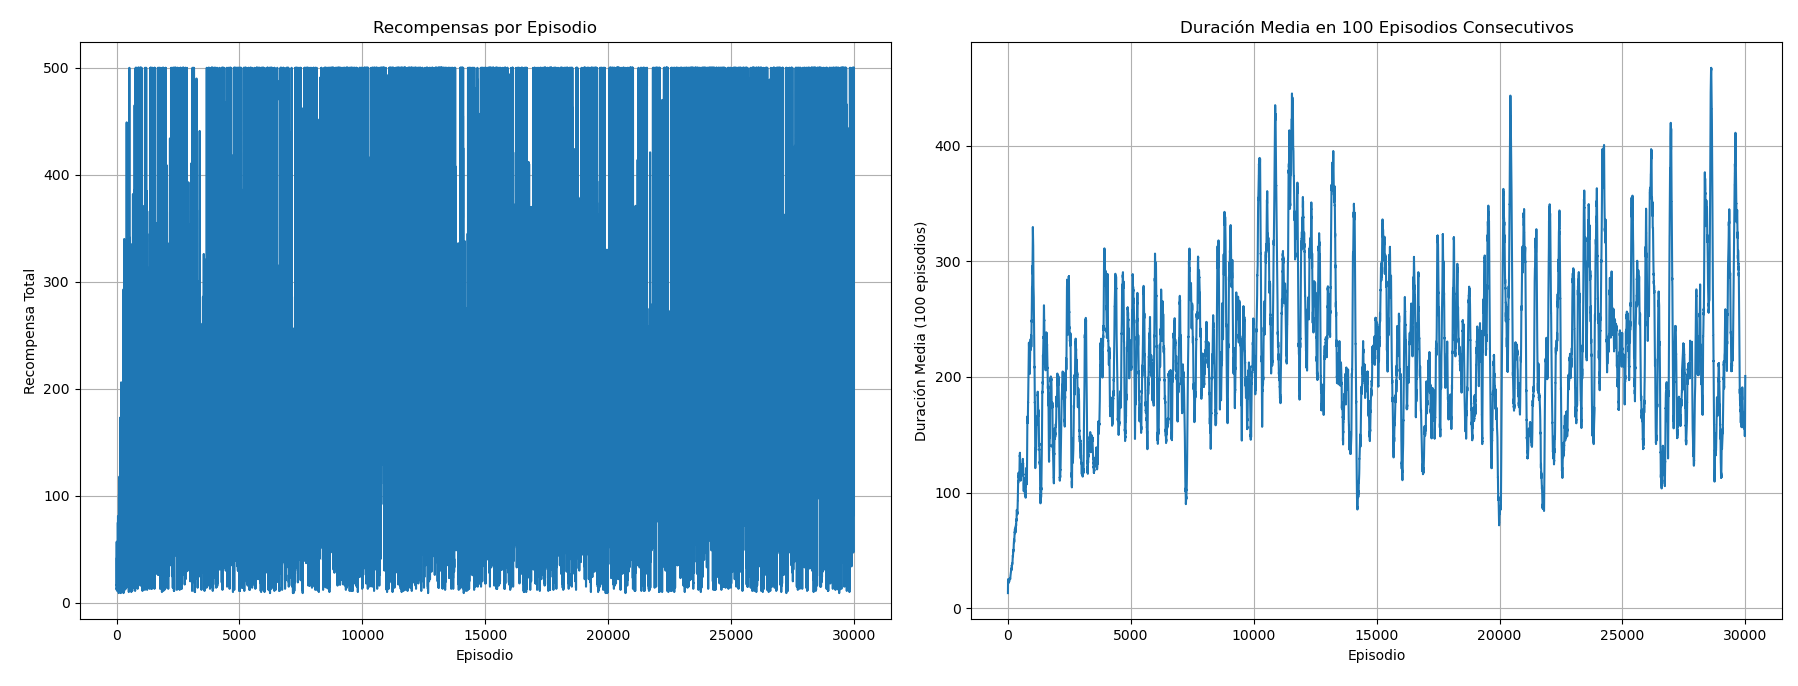 Recompensas por Episodio
Recompensa Total
500
400
300
200
100
0
0 5000 10000 15000 20000 25000 30000
Episodio
Duración Media en 100 Episodios Consecutivos
Duración Media (100 episodios)
400
300
200
100
0
0 5000 10000 15000 20000 25000 30000
Episodio